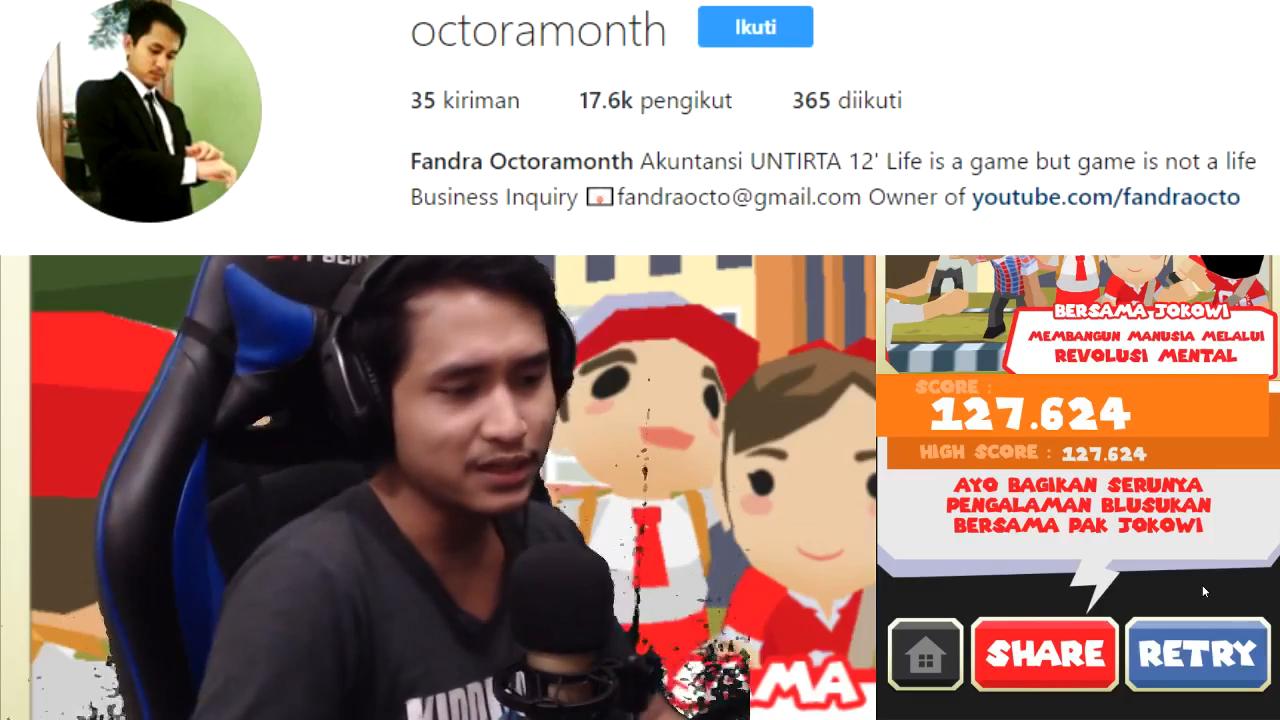 octoramonth
Ikuti
35 kiriman 17.6k pengikut 365 diikuti
Fandra Octoramonth Akuntansi UNTIRTA 12' Life is a game but game is not a life
Business Inquiry 💌fandraocto@gmail.com Owner of youtube.com/fandraocto
BERSAMA JOKOWI
MEMBANGUN MANUSIA MELALUI
REVOLUSI MENTAL
SCORE :
127.624
HIGH SCORE : 127.624
AYO BAGIKAN SERUNYA
PENGALAMAN BLUSUKAN
BERSAMA PAK JOKOWI
SHARE
RETRY